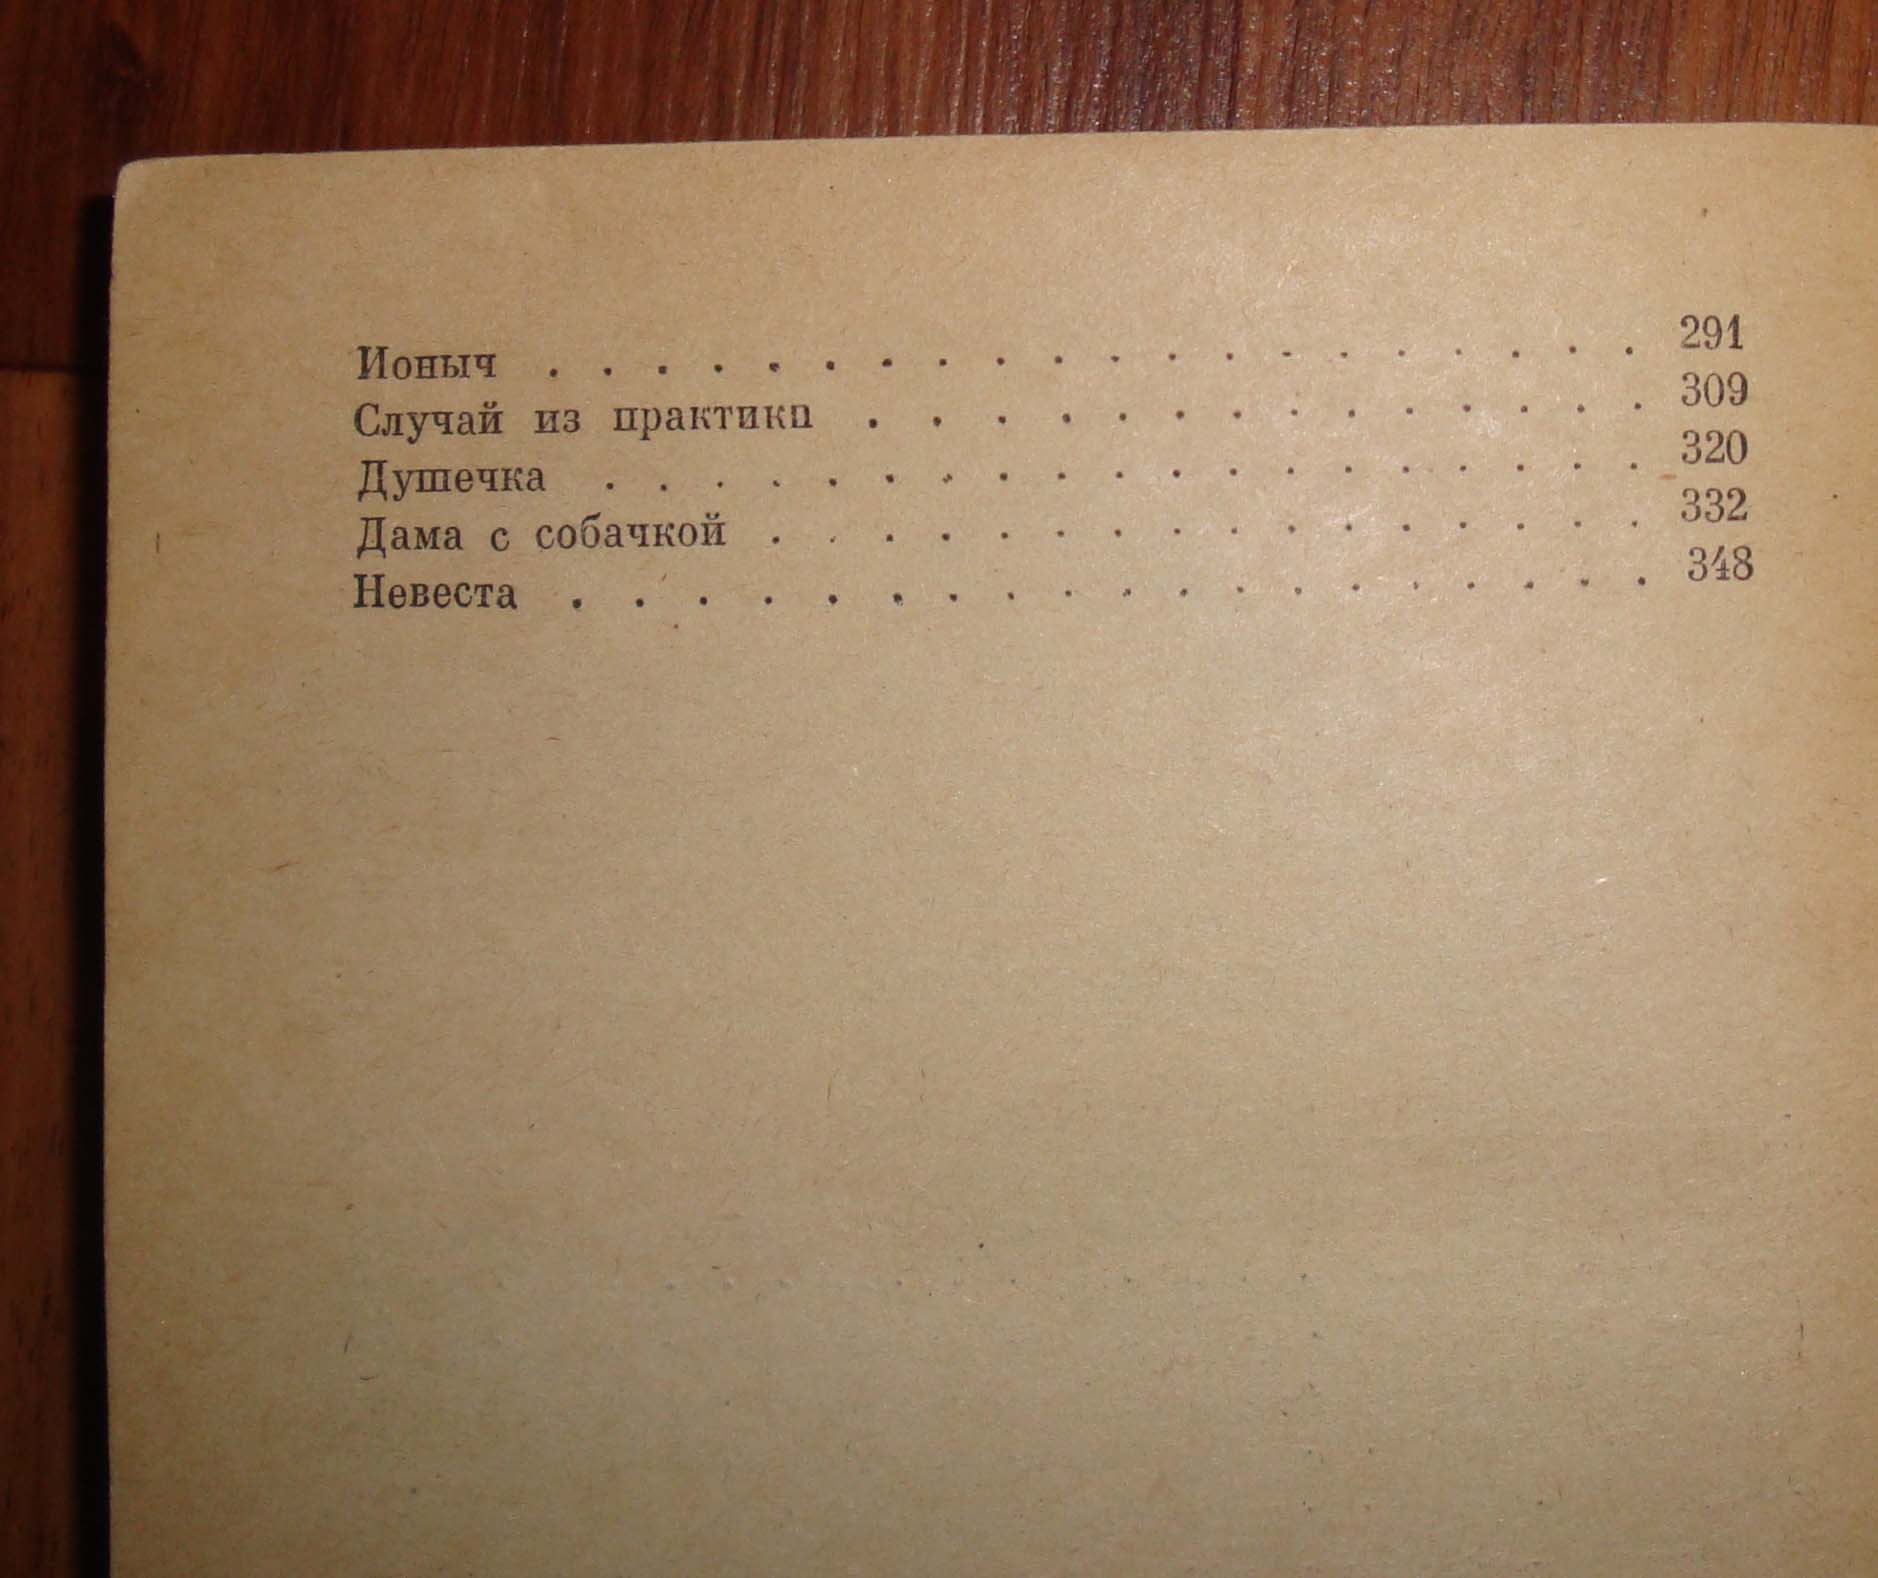 Ионыч . . . . . . . . . . . . . . . . . . . . 291
Случай из практики . . . . . . . . . . . . . . 309
Душечка . . . . . . . . . . . . . . . . . . . 320
Дама с собачкой . . . . . . . . . . . . . . . . 332
Невеста . . . . . . . . . . . . . . . . . . . 348